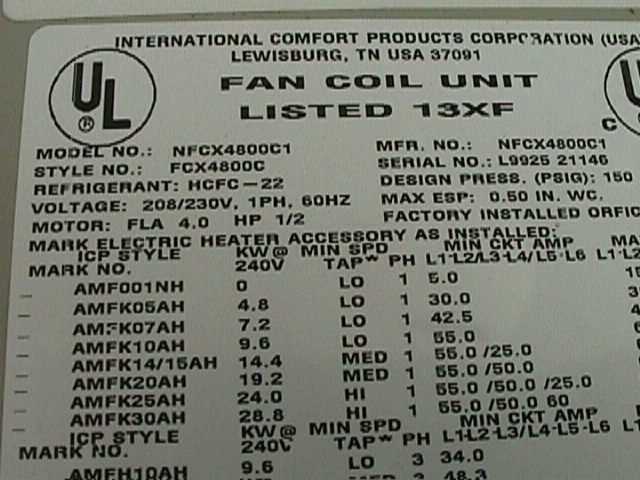 INTERNATIONAL COMFORT PRODUCTS CORPORATION (USA
LEWISBURG, TN USA 37091
UL ®
FAN COIL UNIT
LISTED 13XF
C
MODEL NO.: NFCX4800C1 MFR. NO.: NFCX4800C1
STYLE NO.: FCX4800C SERIAL NO.: L9925 21146
REFRIGERANT: HCFC-22 DESIGN PRESS. (PSIG): 150
VOLTAGE: 208/230V, 1PH, 60HZ MAX ESP: 0.50 IN. WC.
MOTOR: FLA 4.0 HP 1/2 FACTORY INSTALLED ORFIC
MARK ELECTRIC HEATER ACCESSORY AS INSTALLED:
ICP STYLE KW@ MIN SPD MIN CKT AMP
MARK NO. 240V TAP** PH L1-L2/L3-L4/L5-L6 L1-L2
AMF001NH 0 LO 1 5.0
AMFK05AH 4.8 LO 1 30.0
AMFK07AH 7.2 LO 1 42.5
AMFK10AH 9.6 LO 1 55.0
AMFK14/15AH 14.4 MED 1 55.0 /25.0
AMFK20AH 19.2 MED 1 55.0 /50.0
AMFK25AH 24.0 HI 1 55.0 /50.0 /25.0
AMFK30AH 28.8 HI 1 55.0 /50.0 60
ICP STYLE KW@ MIN SPD MIN CKT AMP
MARK NO. 240V TAP** PH L1-L2-L3/L4-L5-L6
AMFH10AH 9.6 LO 3 34.0
MED 3 48.3